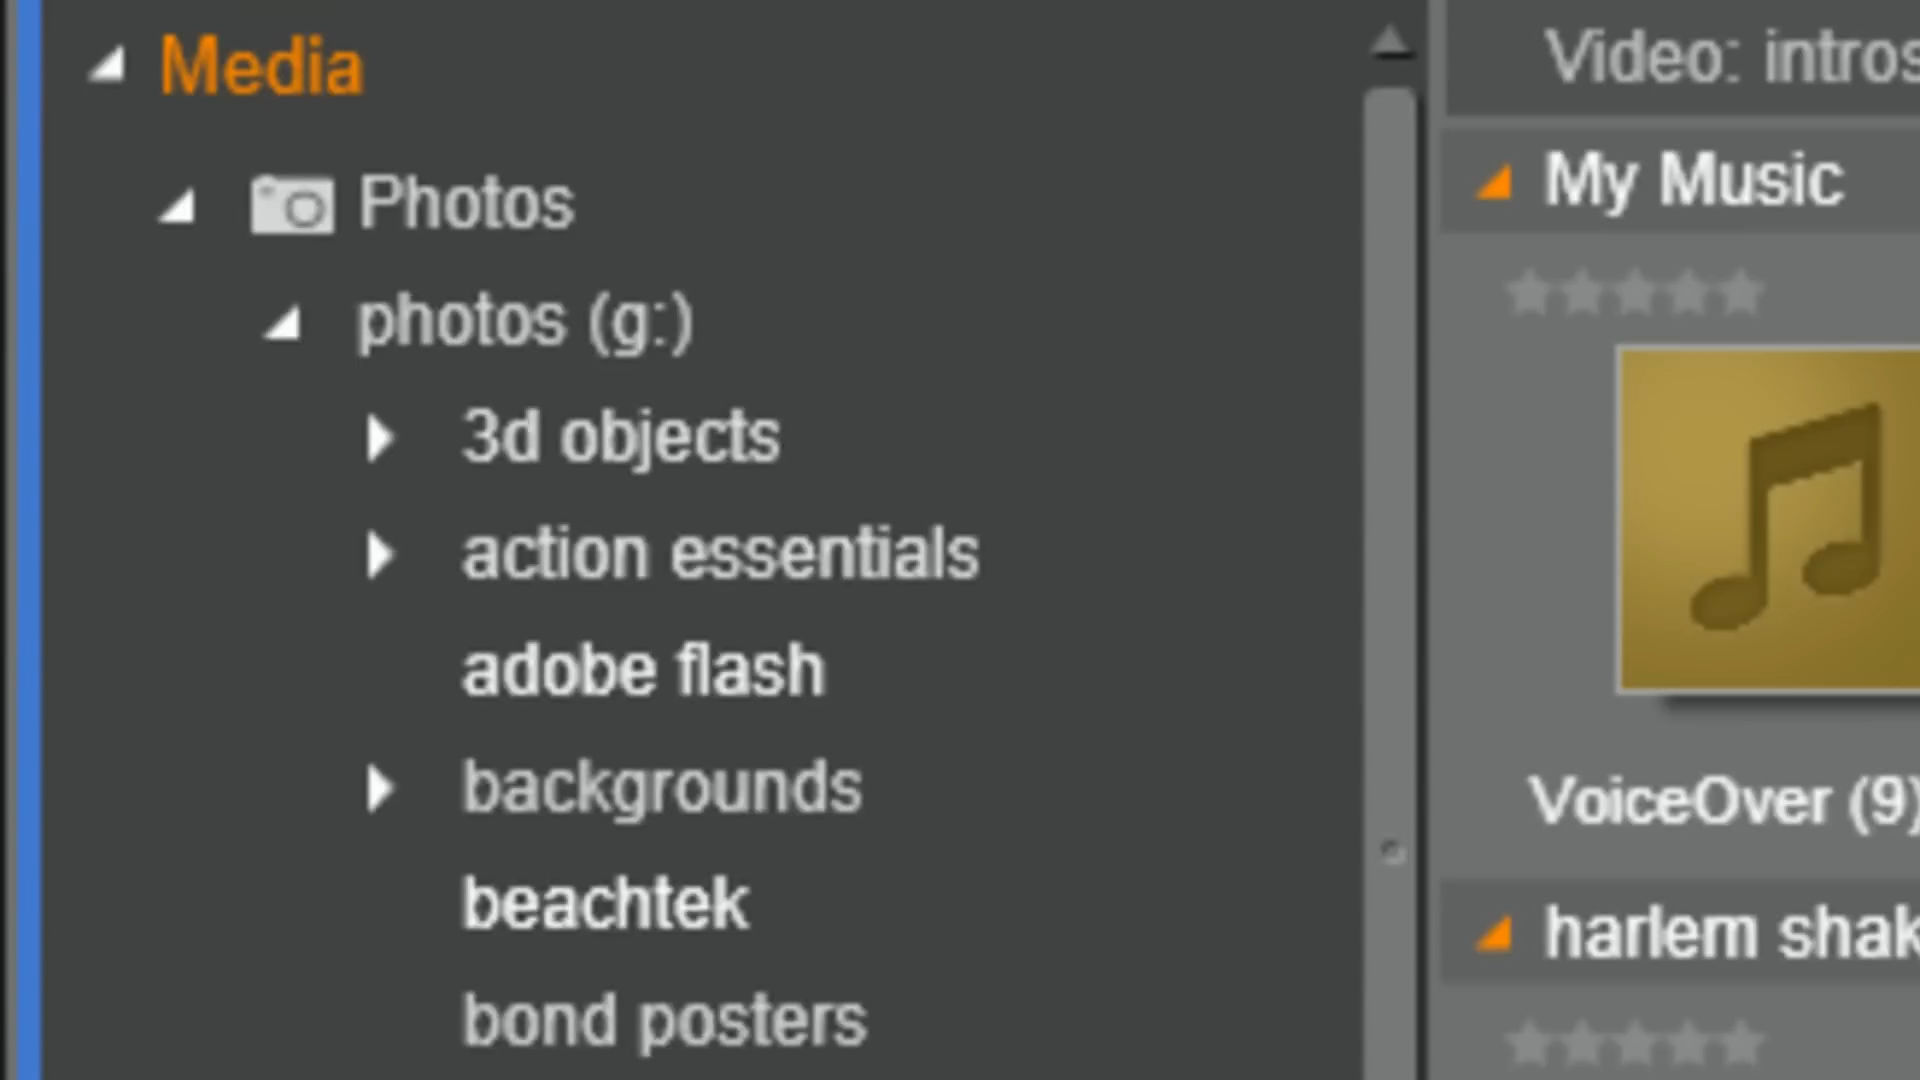 Media
Photos
photos (g:)
3d objects
action essentials
adobe flash
backgrounds
beachtek
bond posters
Video: intros
My Music
VoiceOver (9)
harlem shak